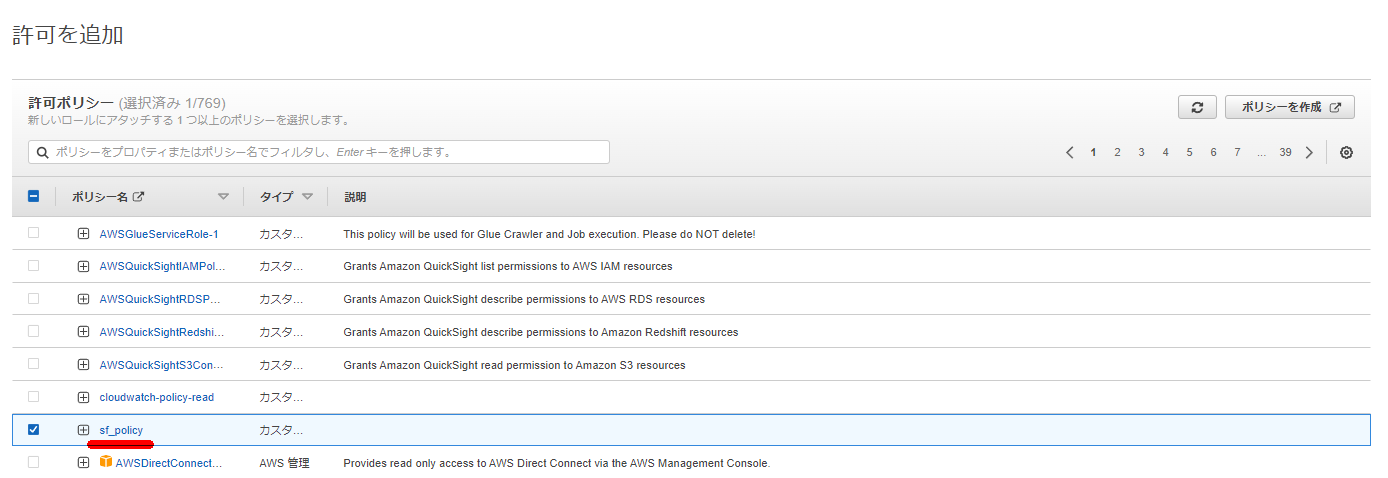 許可を追加
許可ポリシー (選択済み 1/769)
新しいロールにアタッチする 1 つ以上のポリシーを選択します。
ポリシーを作成
ポリシーをプロパティまたはポリシー名でフィルタし、Enter キーを押します。
1 2 3 4 5 6 7 ... 39
ポリシー名 タイプ 説明
AWSGlueServiceRole-1 カスタ... This policy will be used for Glue Crawler and Job execution. Please do NOT delete!
AWSQuickSightIAMPol... カスタ... Grants Amazon QuickSight list permissions to AWS IAM resources
AWSQuickSightRDSP... カスタ... Grants Amazon QuickSight describe permissions to AWS RDS resources
AWSQuickSightRedshi... カスタ... Grants Amazon QuickSight describe permissions to Amazon Redshift resources
AWSQuickSightS3Con... カスタ... Grants Amazon QuickSight read permission to Amazon S3 resources
cloudwatch-policy-read カスタ...
sf_policy カスタ...
AWSDirectConnect... AWS 管理 Provides read only access to AWS Direct Connect via the AWS Management Console.